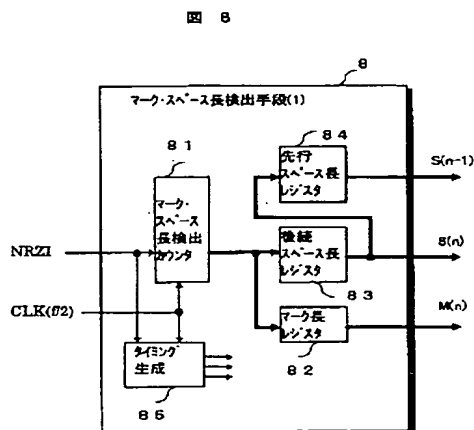 図 8
8
マーク・スペース長検出手段(1)
81
マーク・
スペース
長検出
カウンタ
84
先行
スペース長
レジスタ
S(n-1)
NRZI
後続
スペース長
レジスタ
S(n)
83
CLK(f/2)
マーク長
レジスタ
M(n)
82
タイミング
生成
85